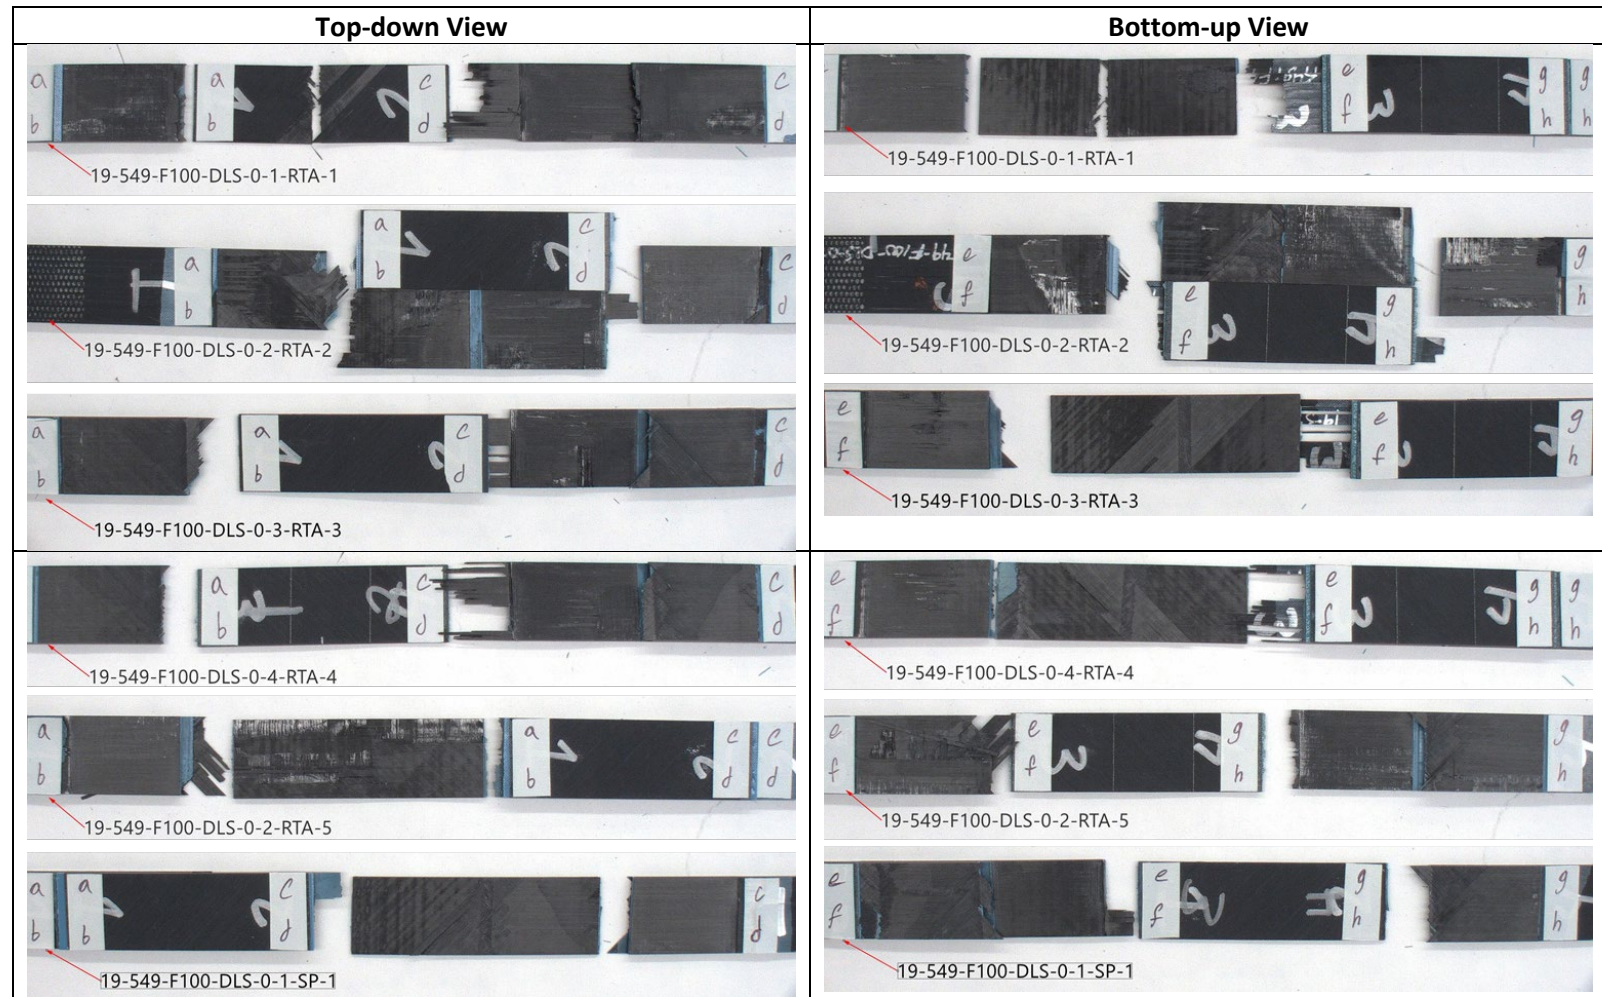 Top-down View
Bottom-up View
a a c c
b b d d
19-549-F100-DLS-0-1-RTA-1
e g g
f 3 h h
19-549-F100-DLS-0-1-RTA-1
a a c c
b b d d
19-549-F100-DLS-0-2-RTA-2
e e g g
f f 3 h h
19-549-F100-DLS-0-2-RTA-2
a a c c
b b d d
19-549-F100-DLS-0-3-RTA-3
e e g
f f h
19-549-F100-DLS-0-3-RTA-3
a a c c
b b d d
19-549-F100-DLS-0-4-RTA-4
e e g g
f f 3 h h
19-549-F100-DLS-0-4-RTA-4
a a c c
b b d d
19-549-F100-DLS-0-2-RTA-5
e e g g
f f 3 h h
19-549-F100-DLS-0-2-RTA-5
a a c c
b b d d
19-549-F100-DLS-0-1-SP-1
e e g g
f f h h
19-549-F100-DLS-0-1-SP-1